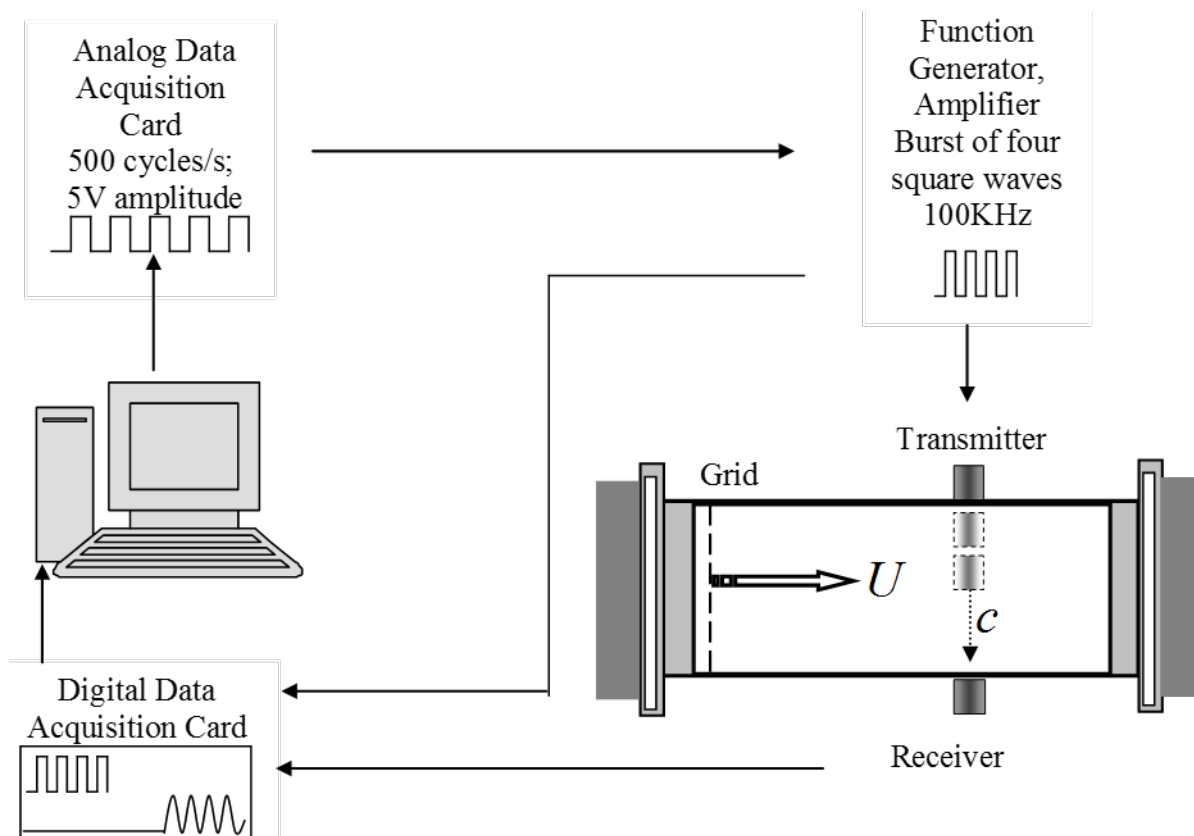 Analog Data
Acquisition
Card
500 cycles/s;
5V amplitude
Function
Generator,
Amplifier
Burst of four
square waves
100KHz
Transmitter
Grid
U
c
Receiver
Digital Data
Acquisition Card